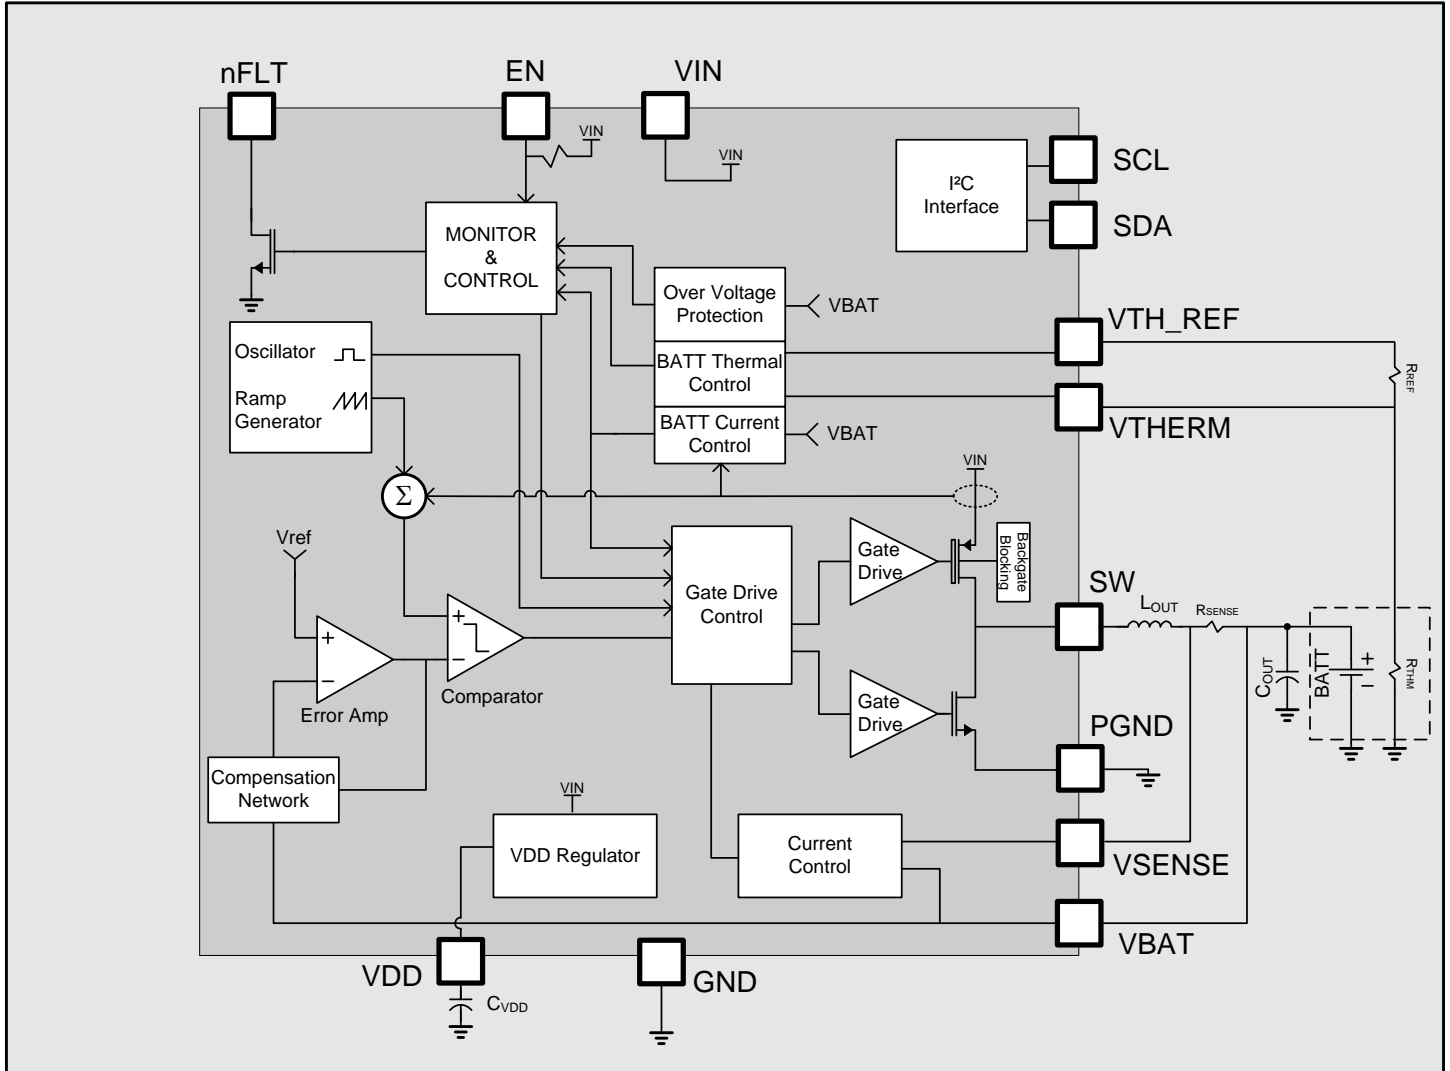 nFLT
EN
VIN
VIN
VIN
SCL
I²C
Interface
SDA
MONITOR
&
CONTROL
Over Voltage
Protection
VBAT
VTH_REF
Oscillator
BATT Thermal
Control
RREF
Ramp
Generator
BATT Current
Control
VBAT
VTHERM
VIN
Σ
Vref
Gate
Drive
Backgate
Blocking
Gate Drive
Control
SW
LOUT
RSENSE
+
−
+
−
Comparator
Error Amp
Gate
Drive
COUT
BATT
+
−
RTHM
PGND
Compensation
Network
VIN
VDD Regulator
Current
Control
VSENSE
VBAT
VDD
GND
CVDD